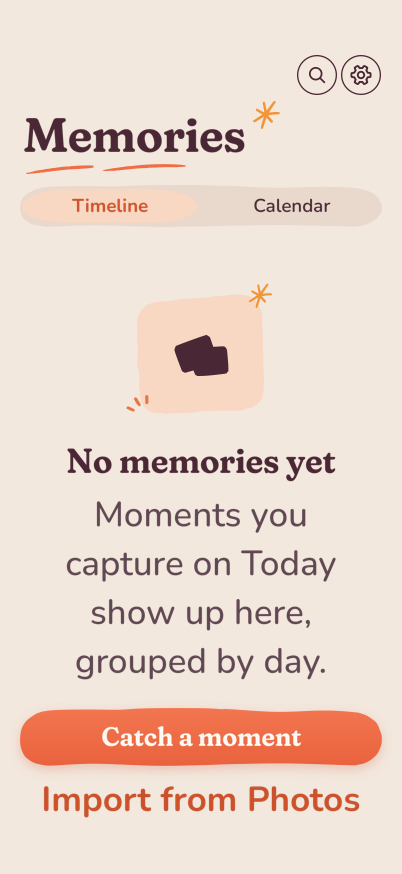 Memories
Timeline
Calendar
No memories yet
Moments you
capture on Today
show up here,
grouped by day.
Catch a moment
Import from Photos